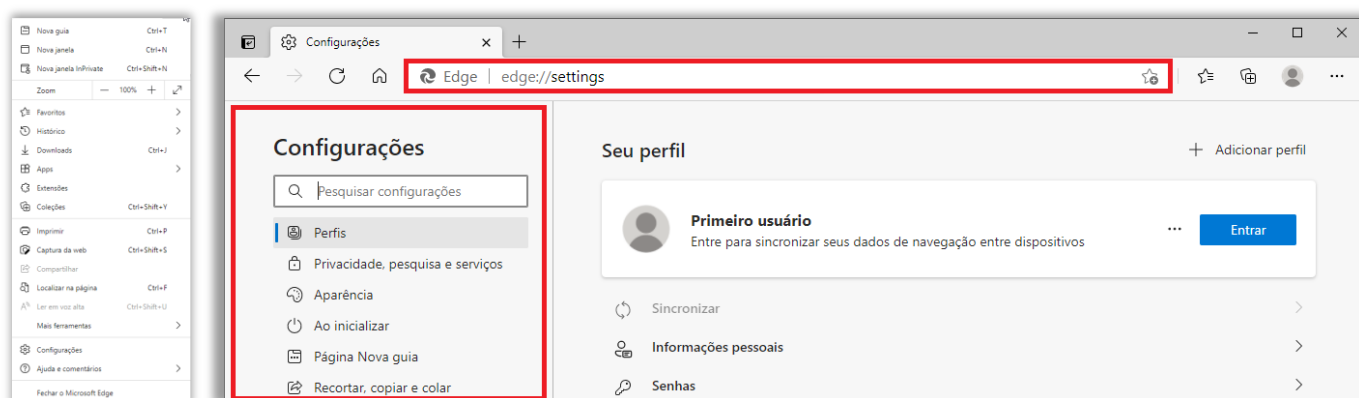 Nova guia Ctrl+T
Nova janela Ctrl+N
Nova janela InPrivate Ctrl+Shift+N
Zoom — 100% +
Favoritos
Histórico
Downloads Ctrl+J
Apps
Extensões
Coleções Ctrl+Shift+Y
Imprimir Ctrl+P
Captura da web Ctrl+Shift+S
Compartilhar
Localizar na página Ctrl+F
Ler em voz alta Ctrl+Shift+U
Mais ferramentas
Configurações
Ajuda e comentários
Fechar o Microsoft Edge
Configurações
Edge | edge://settings
Configurações
Pesquisar configurações
Perfis
Privacidade, pesquisa e serviços
Aparência
Ao inicializar
Página Nova guia
Recortar, copiar e colar
Seu perfil
Adicionar perfil
Primeiro usuário
Entre para sincronizar seus dados de navegação entre dispositivos
Entrar
Sincronizar
Informações pessoais
Senhas